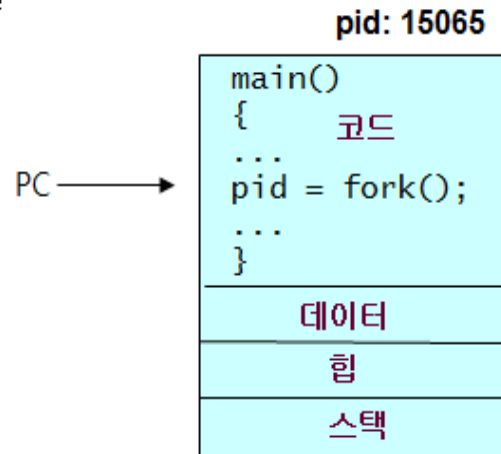 pid: 15065
main()
{ 코드
...
PC pid = fork();
...
}
데이터
힙
스택